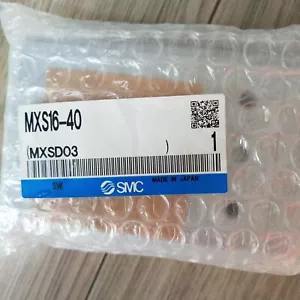 MXS16-40
(MXSD03 )
1
SMC
MADE IN JAPAN